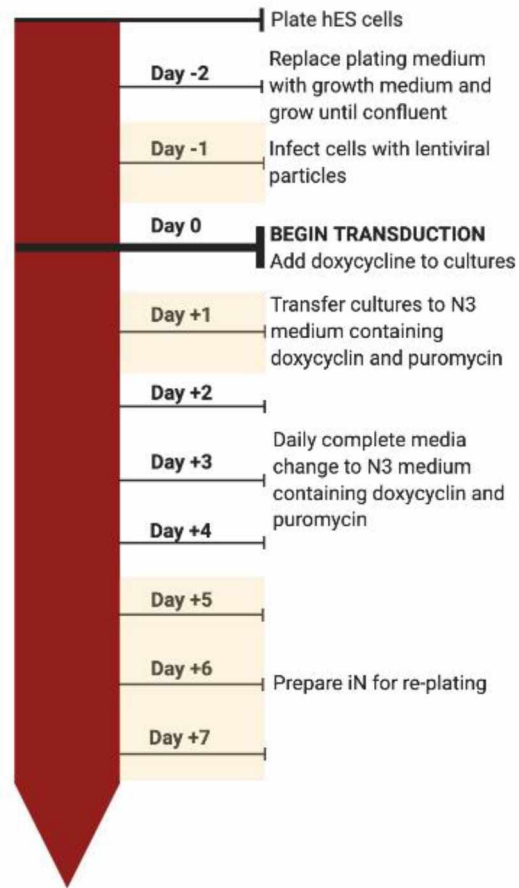 Plate hES cells
Day -2
Replace plating medium
with growth medium and
grow until confluent
Day -1
Infect cells with lentiviral
particles
Day 0
BEGIN TRANSDUCTION
Add doxycycline to cultures
Day +1
Transfer cultures to N3
medium containing
doxycyclin and puromycin
Day +2
Day +3
Daily complete media
change to N3 medium
containing doxycyclin and
puromycin
Day +4
Day +5
Day +6
Prepare iN for re-plating
Day +7